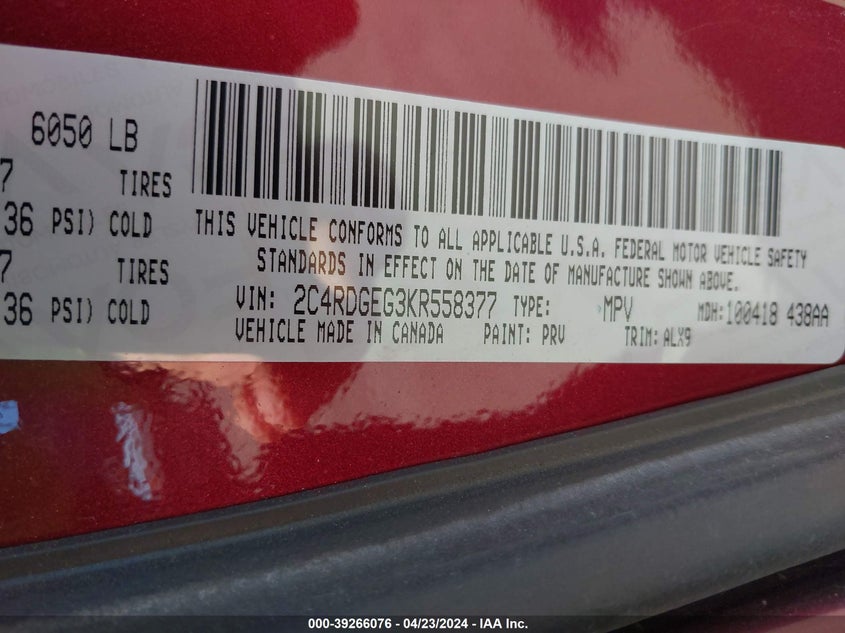 6050 LB
7 TIRES
36 PSI) COLD
7 TIRES
36 PSI) COLD
THIS VEHICLE CONFORMS TO ALL APPLICABLE U.S.A. FEDERAL MOTOR VEHICLE SAFETY
STANDARDS IN EFFECT ON THE DATE OF MANUFACTURE SHOWN ABOVE.
VIN: 2C4RDGEG3KR558377 TYPE: MPV MDH:100418 438AA
VEHICLE MADE IN CANADA PAINT: PRV TRIM: ALX9
000-39266076 - 04/23/2024 - IAA Inc.